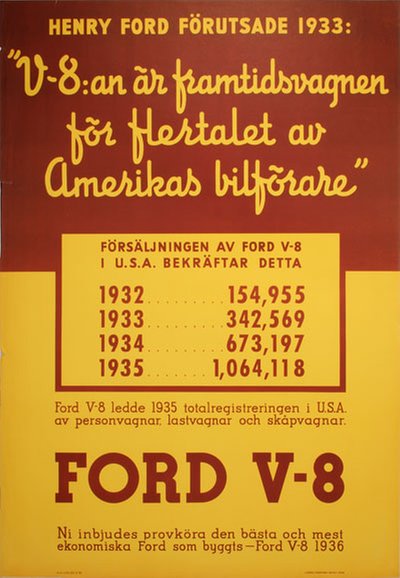 HENRY FORD FÖRUTSADE 1933:
"V-8:an är framtidsvagnen
för flertalet av
Amerikas bilförare"
FÖRSÄLJNINGEN AV FORD V-8
I U.S.A. BEKRÄFTAR DETTA
1932 . . . . . . . . 154,955
1933 . . . . . . . . 342,569
1934 . . . . . . . . 673,197
1935 . . . . . . . 1,064,118
Ford V-8 ledde 1935 totalregistreringen i U.S.A.
av personvagnar, lastvagnar och skåpvagnar.
FORD V-8
Ni inbjudes provköra den bästa och mest
ekonomiska Ford som byggts – Ford V-8 1936